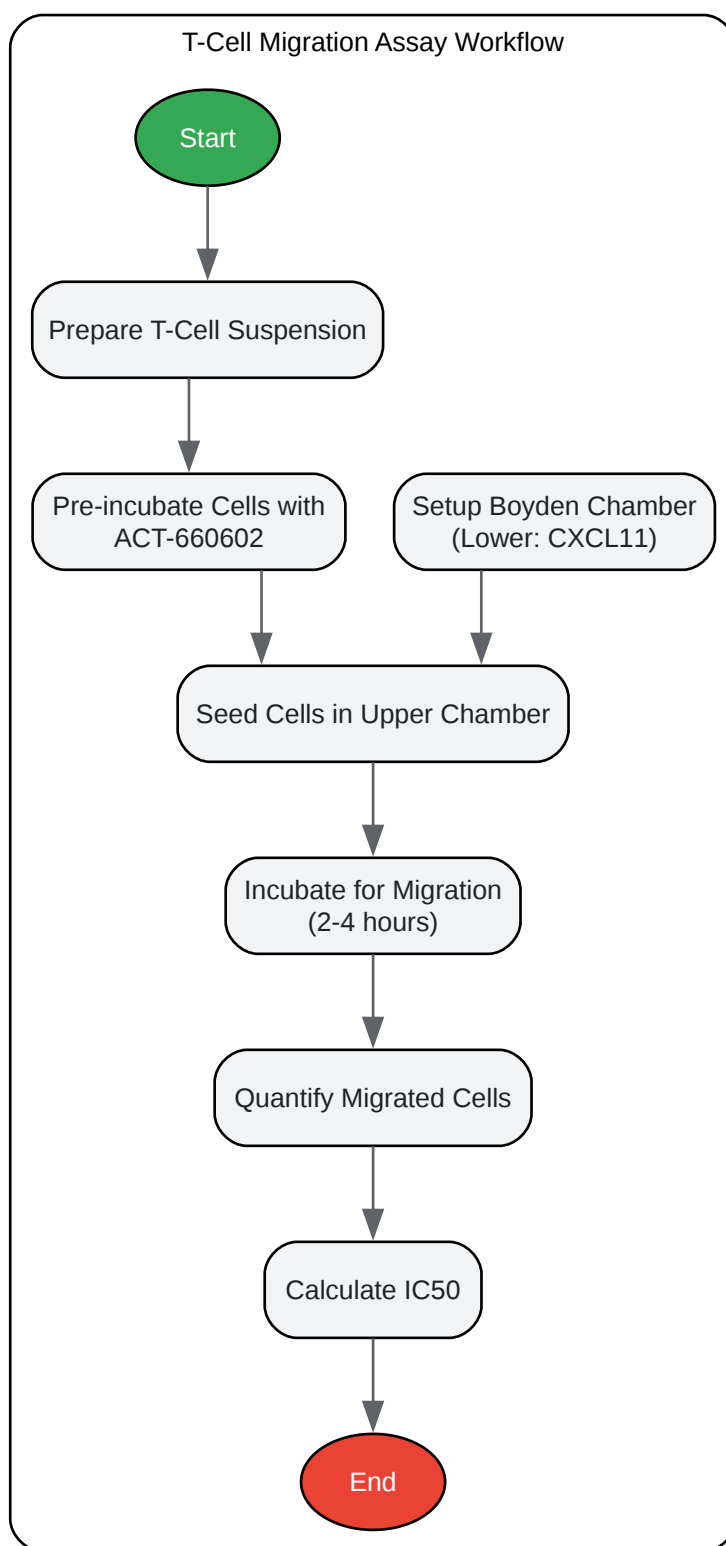 T-Cell Migration Assay Workflow
Start
Prepare T-Cell Suspension
Pre-incubate Cells with
ACT-660602
Setup Boyden Chamber
(Lower: CXCL11)
Seed Cells in Upper Chamber
Incubate for Migration
(2-4 hours)
Quantify Migrated Cells
Calculate IC50
End